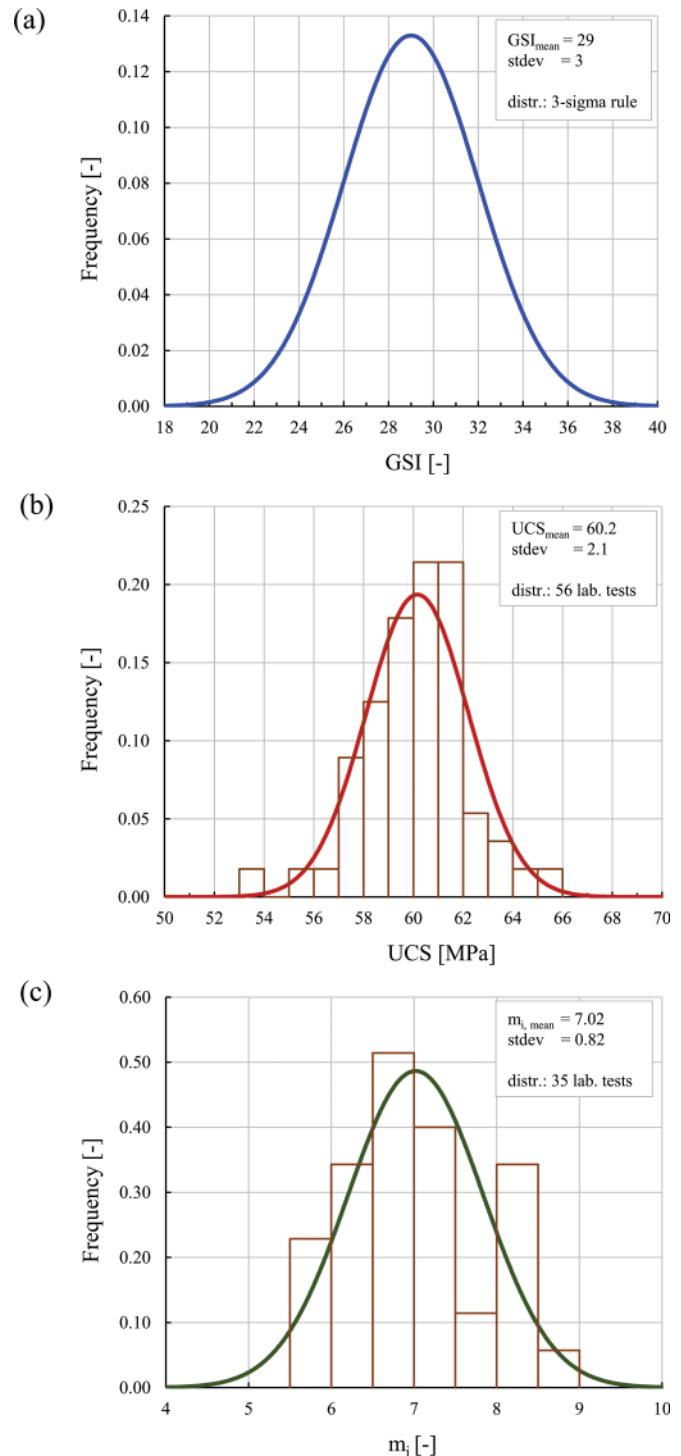 (a)
0.14
0.12
0.10
0.08
0.06
0.04
0.02
0.00
Frequency [-]
GSImean = 29
stdev = 3
distr.: 3-sigma rule
18 20 22 24 26 28 30 32 34 36 38 40
GSI [-]
(b)
0.25
0.20
0.15
0.10
0.05
0.00
Frequency [-]
UCSmean = 60.2
stdev = 2.1
distr.: 56 lab. tests
50 52 54 56 58 60 62 64 66 68 70
UCS [MPa]
(c)
0.60
0.50
0.40
0.30
0.20
0.10
0.00
Frequency [-]
mi, mean = 7.02
stdev = 0.82
distr.: 35 lab. tests
4 5 6 7 8 9 10
mi [-]